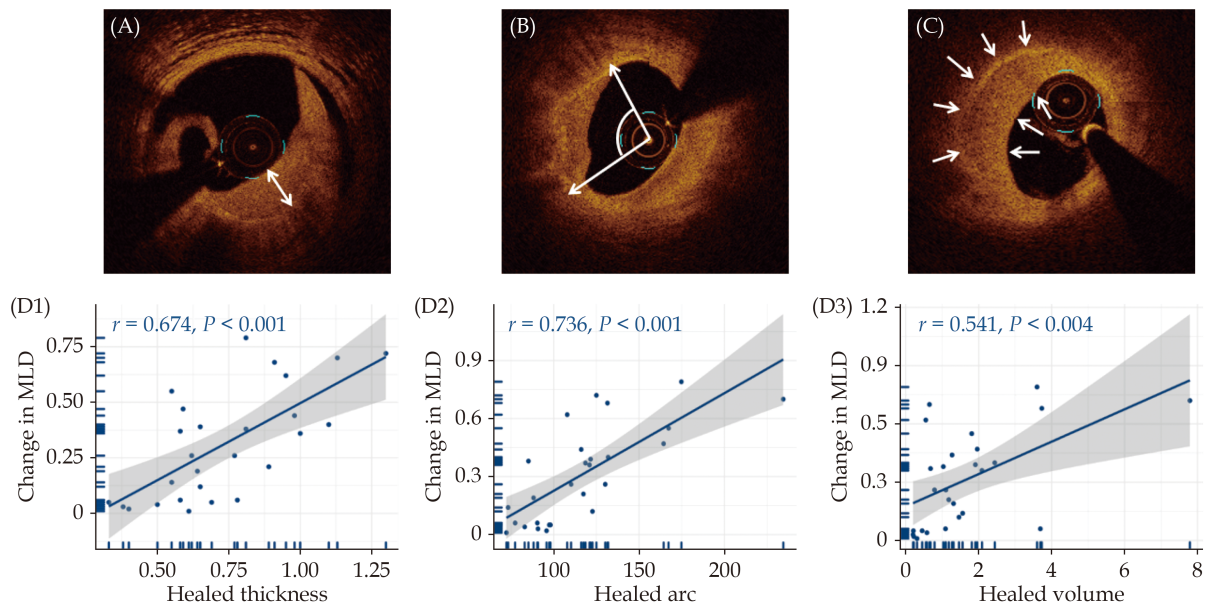 (A)
(B)
(C)
(D1)
r = 0.674, P < 0.001
Change in MLD
0.75
0.50
0.25
0
0.50
0.75
1.00
1.25
Healed thickness
(D2)
r = 0.736, P < 0.001
Change in MLD
0.9
0.6
0.3
0
100
150
200
Healed arc
(D3)
r = 0.541, P < 0.004
Change in MLD
1.2
0.9
0.6
0.3
0
0
2
4
6
8
Healed volume